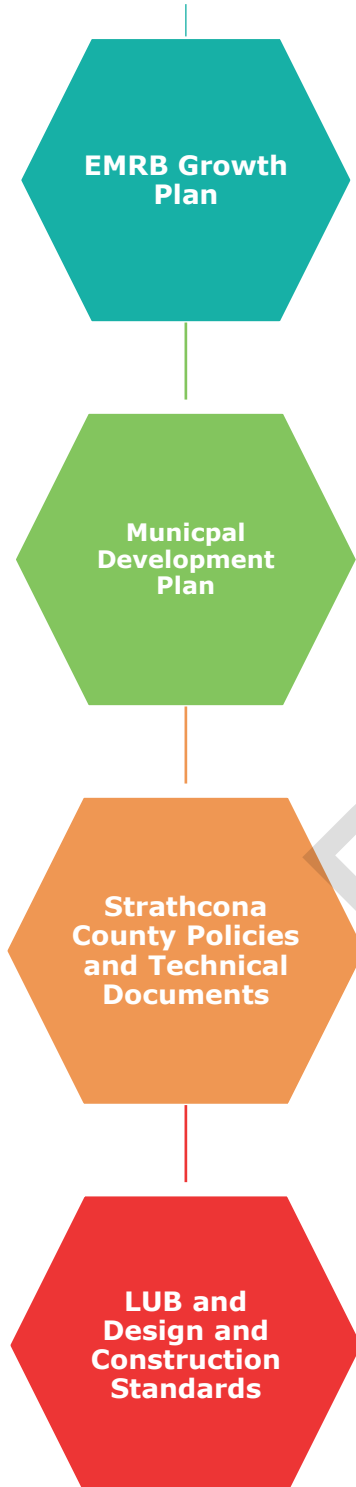 EMRB Growth
Plan
Municpal
Development
Plan
Strathcona
County Policies
and Technical
Documents
LUB and
Design and
Construction
Standards